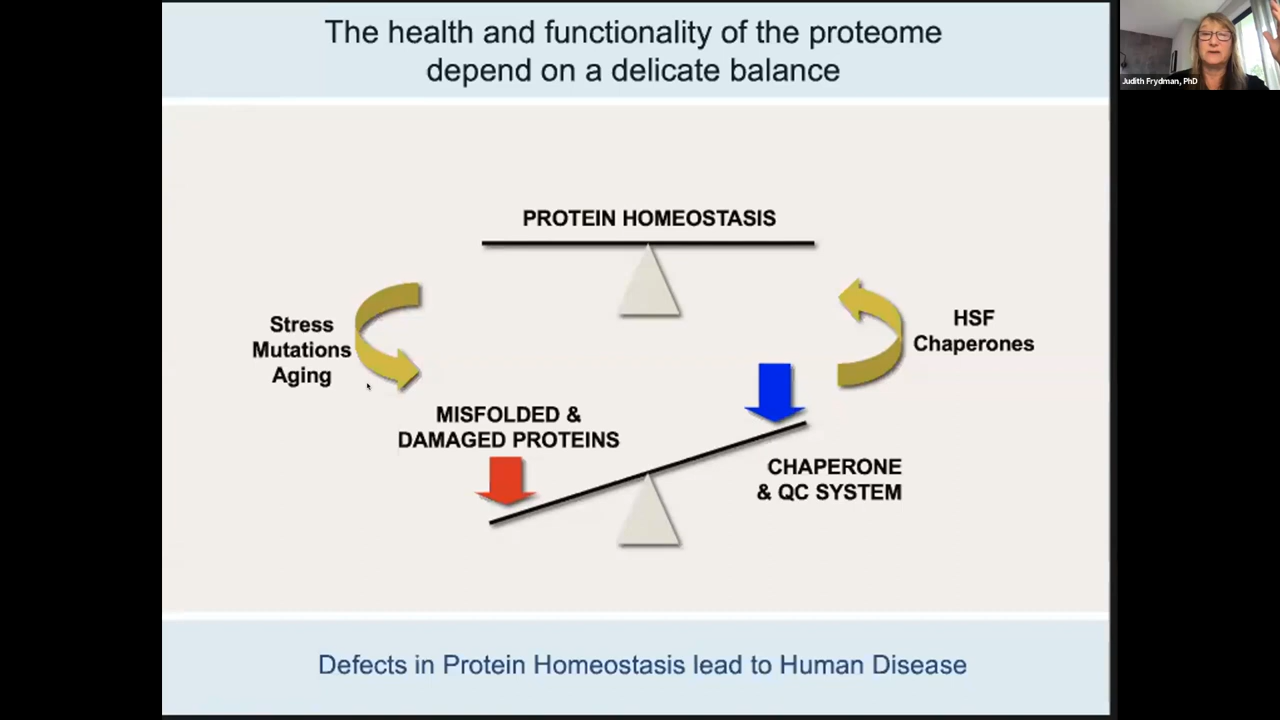 The health and functionality of the proteome
depend on a delicate balance
Judith Frydman, PhD
PROTEIN HOMEOSTASIS
Stress
Mutations
Aging
HSF
Chaperones
MISFOLDED &
DAMAGED PROTEINS
CHAPERONE
& QC SYSTEM
Defects in Protein Homeostasis lead to Human Disease